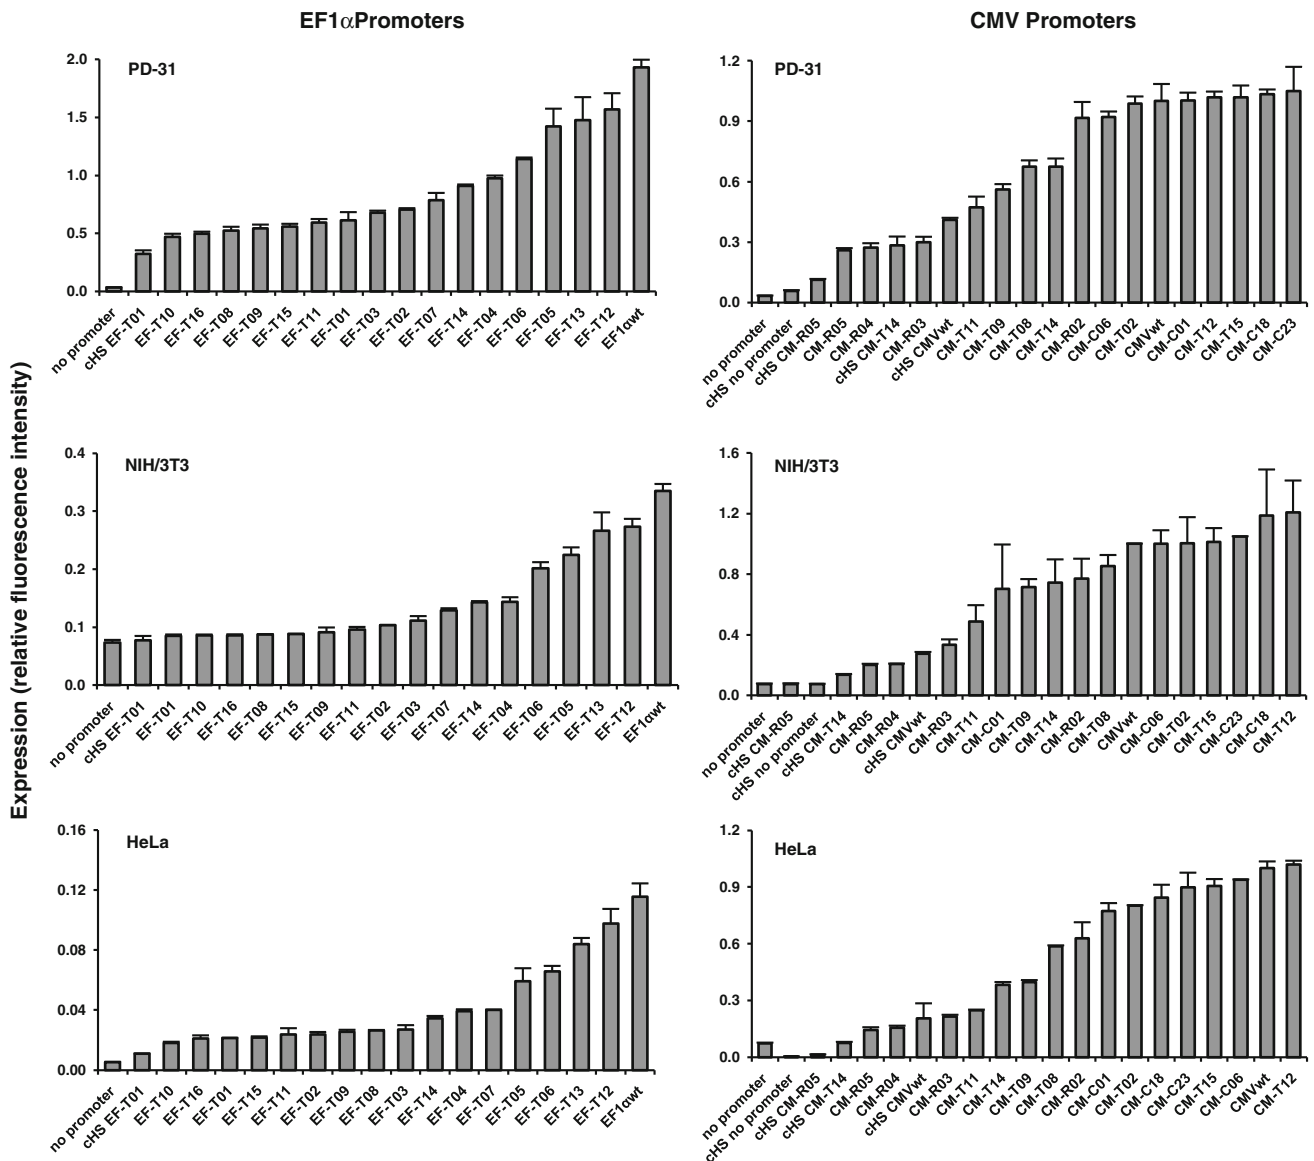 EF1αPromoters
CMV Promoters
Expression (relative fluorescence intensity)
PD-31
2.0
1.5
1.0
0.5
0.0
no promoter
cHS EF-T01
EF-T10
EF-T16
EF-T08
EF-T09
EF-T15
EF-T11
EF-T01
EF-T03
EF-T02
EF-T07
EF-T14
EF-T04
EF-T06
EF-T05
EF-T13
EF-T12
EF1αwt
PD-31
1.2
0.9
0.6
0.3
0.0
no promoter
cHS no promoter
cHS CM-R05
CM-R05
CM-R04
cHS CM-T14
CM-R03
cHS CMVwt
CM-T11
CM-T09
CM-T08
CM-T14
CM-R02
CM-C06
CM-T02
CMVwt
CM-C01
CM-T12
CM-T15
CM-C18
CM-C23
NIH/3T3
0.4
0.3
0.2
0.1
0.0
no promoter
cHS EF-T01
EF-T01
EF-T10
EF-T16
EF-T08
EF-T15
EF-T09
EF-T11
EF-T02
EF-T03
EF-T07
EF-T14
EF-T04
EF-T06
EF-T05
EF-T13
EF-T12
EF1αwt
NIH/3T3
1.6
1.2
0.8
0.4
0.0
no promoter
cHS CM-R05
cHS no promoter
cHS CM-T14
CM-R05
CM-R04
cHS CMVwt
CM-R03
CM-T11
CM-C01
CM-T09
CM-T14
CM-R02
CM-T08
CMVwt
CM-C06
CM-T02
CM-T15
CM-C23
CM-C18
CM-T12
HeLa
0.16
0.12
0.08
0.04
0.00
no promoter
cHS EF-T01
EF-T10
EF-T16
EF-T01
EF-T15
EF-T11
EF-T02
EF-T09
EF-T08
EF-T03
EF-T14
EF-T04
EF-T07
EF-T05
EF-T06
EF-T13
EF-T12
EF1αwt
HeLa
1.2
0.9
0.6
0.3
0.0
no promoter
cHS no promoter
cHS CM-R05
cHS CM-T14
CM-R05
CM-R04
cHS CMVwt
CM-R03
CM-T11
CM-T14
CM-T09
CM-T08
CM-R02
CM-C01
CM-T02
CM-C18
CM-C23
CM-T15
CM-C06
CMVwt
CM-T12